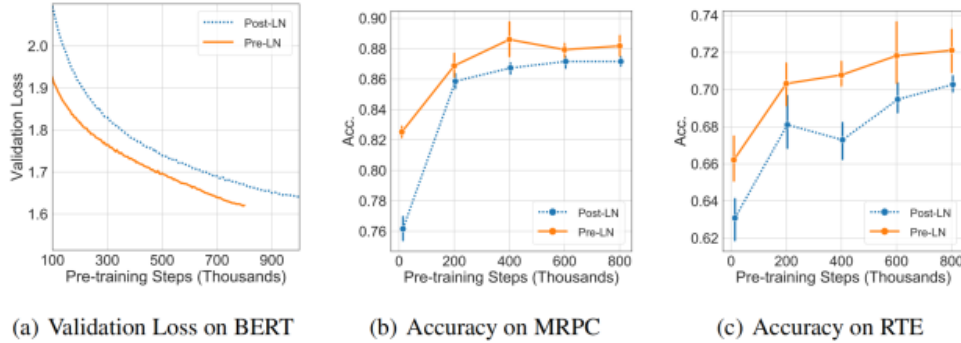 2.0
1.9
1.8
1.7
1.6
Validation Loss
100 300 500 700 900
Pre-training Steps (Thousands)
Post-LN
Pre-LN
(a) Validation Loss on BERT
0.90
0.88
0.86
0.84
0.82
0.80
0.78
0.76
Acc.
0 200 400 600 800
Pre-training Steps (Thousands)
Post-LN
Pre-LN
(b) Accuracy on MRPC
0.74
0.72
0.70
0.68
0.66
0.64
0.62
Acc.
0 200 400 600 800
Pre-training Steps (Thousands)
Post-LN
Pre-LN
(c) Accuracy on RTE